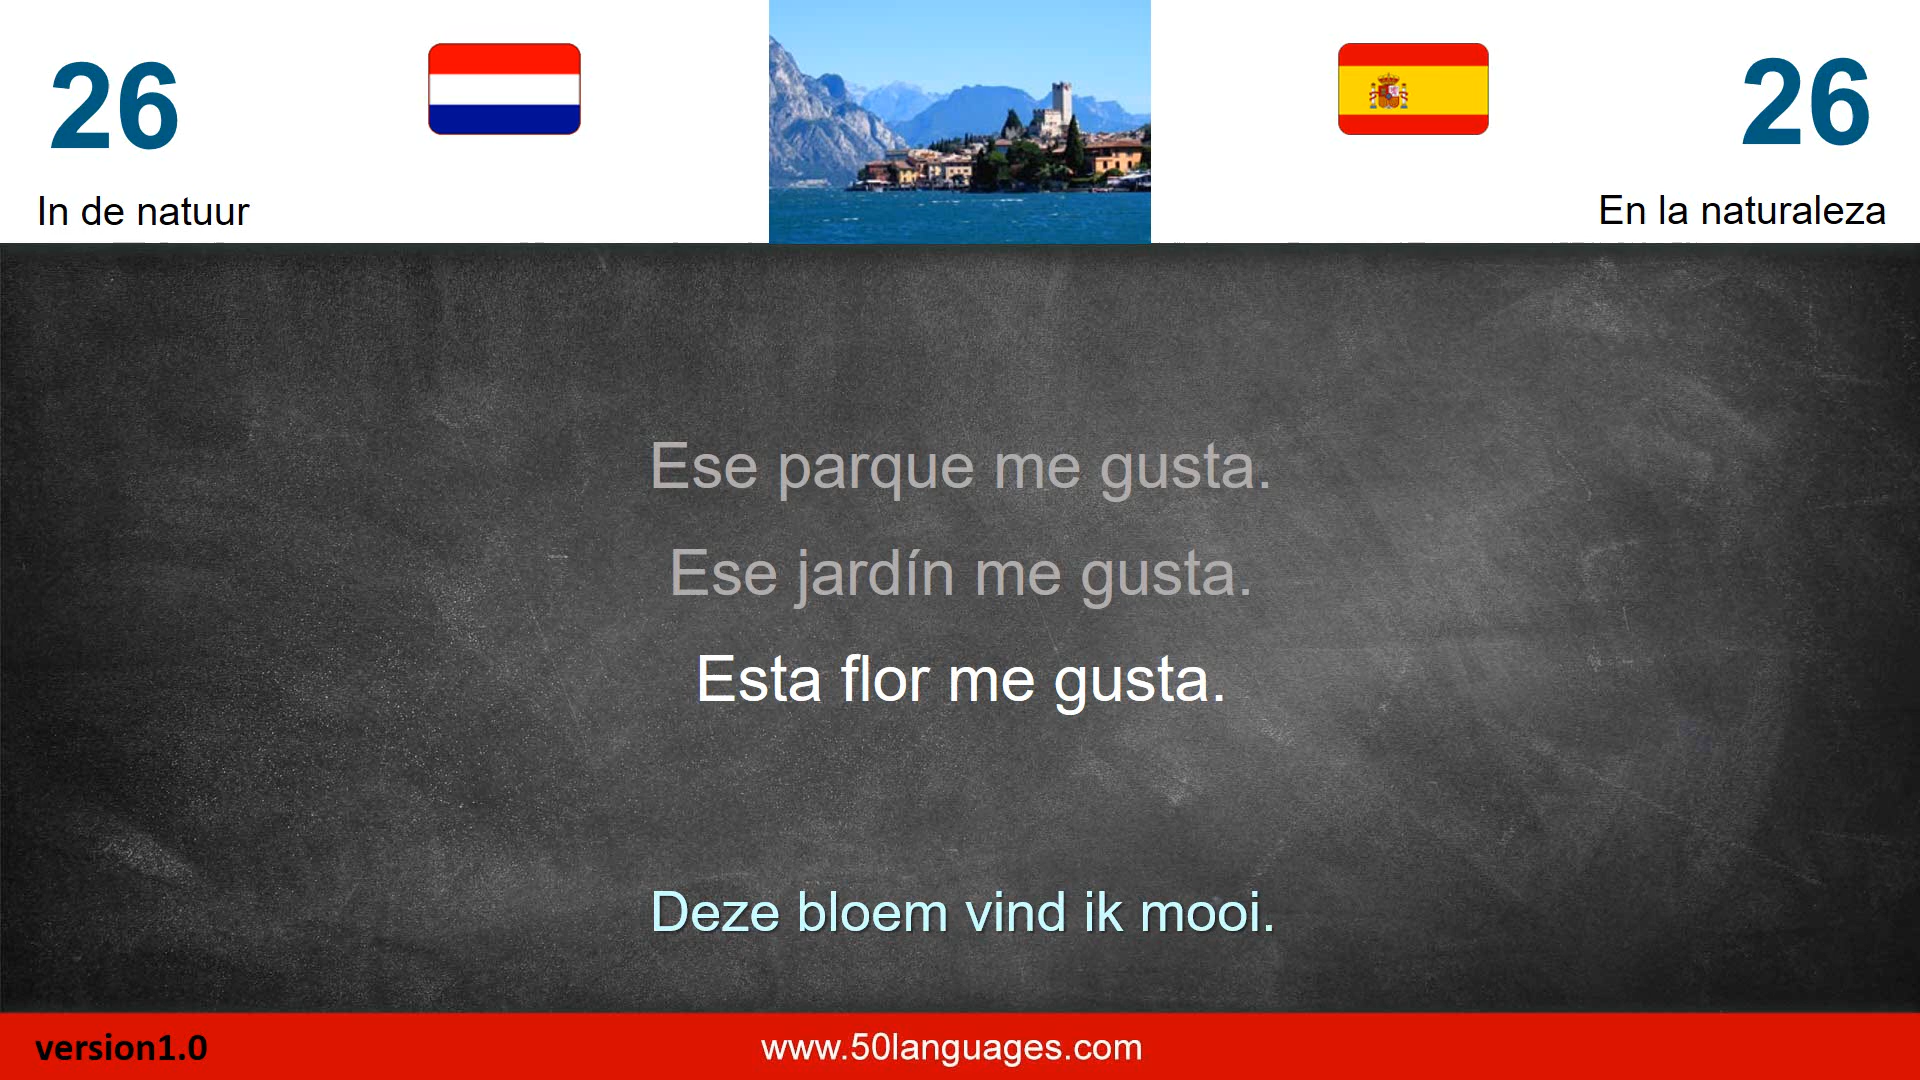 26
26
In de natuur
En la naturaleza
Ese parque me gusta.
Ese jardín me gusta.
Esta flor me gusta.
Deze bloem vind ik mooi.
version1.0
www.50languages.com